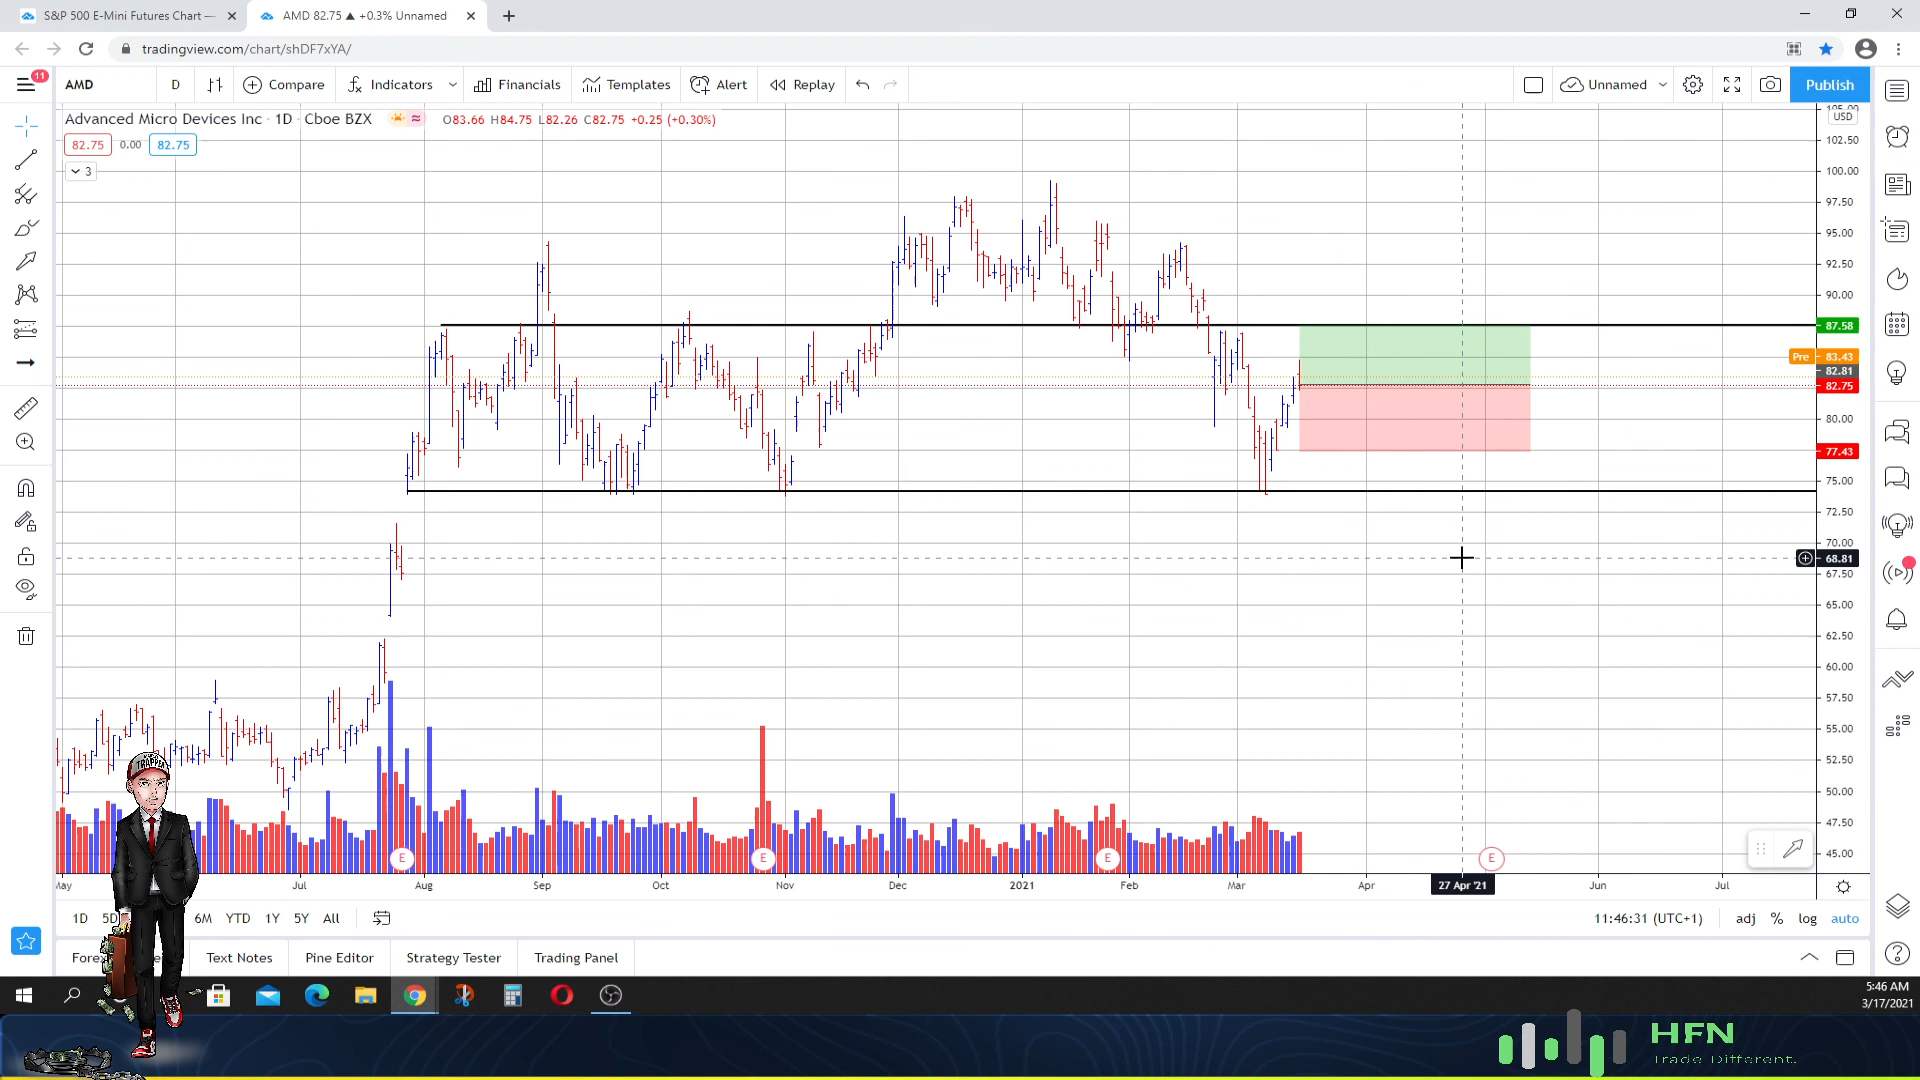 S&P 500 E-Mini Futures Chart —
AMD 82.75 ▲ +0.3% Unnamed
tradingview.com/chart/shDF7xYA/
11
AMD
D
Compare
Indicators
Financials
Templates
Alert
Replay
Unnamed
Publish
Advanced Micro Devices Inc · 1D · Cboe BZX
O83.66 H84.75 L82.26 C82.75 +0.25 (+0.30%)
82.75
0.00
82.75
3
105.00
USD
102.50
100.00
97.50
95.00
92.50
90.00
87.58
Pre 83.43
82.81
82.75
80.00
77.43
75.00
72.50
70.00
68.81
67.50
65.00
62.50
60.00
57.50
55.00
52.50
50.00
47.50
45.00
TRAPPER
E
E
E
E
May
Jul
Aug
Sep
Oct
Nov
Dec
2021
Feb
Mar
Apr
27 Apr '21
Jun
Jul
1D
5D
6M
YTD
1Y
5Y
All
11:46:31 (UTC+1)
adj
%
log
auto
Text Notes
Pine Editor
Strategy Tester
Trading Panel
5:46 AM
3/17/2021
HFN
Trade Different.